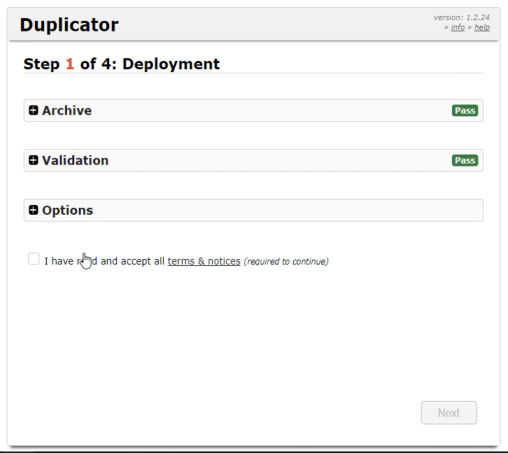 Duplicator
version: 1.2.24
» info » help
Step 1 of 4: Deployment
Archive
Pass
Validation
Pass
Options
I have read and accept all terms & notices (required to continue)
Next